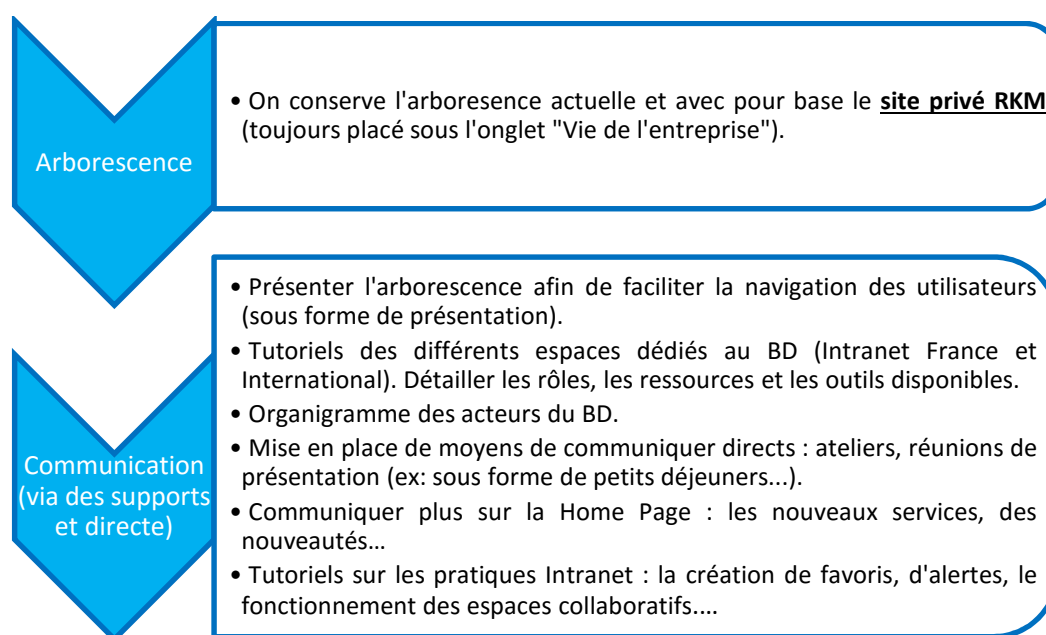 Arborescence
• On conserve l'arboresence actuelle et avec pour base le site privé RKM
(toujours placé sous l'onglet "Vie de l'entreprise").
Communication
(via des supports
et directe)
• Présenter l'arborescence afin de faciliter la navigation des utilisateurs
(sous forme de présentation).
• Tutoriels des différents espaces dédiés au BD (Intranet France et
International). Détailler les rôles, les ressources et les outils disponibles.
• Organigramme des acteurs du BD.
• Mise en place de moyens de communiquer directs : ateliers, réunions de
présentation (ex: sous forme de petits déjeuners...).
• Communiquer plus sur la Home Page : les nouveaux services, des
nouveautés…
• Tutoriels sur les pratiques Intranet : la création de favoris, d'alertes, le
fonctionnement des espaces collaboratifs....